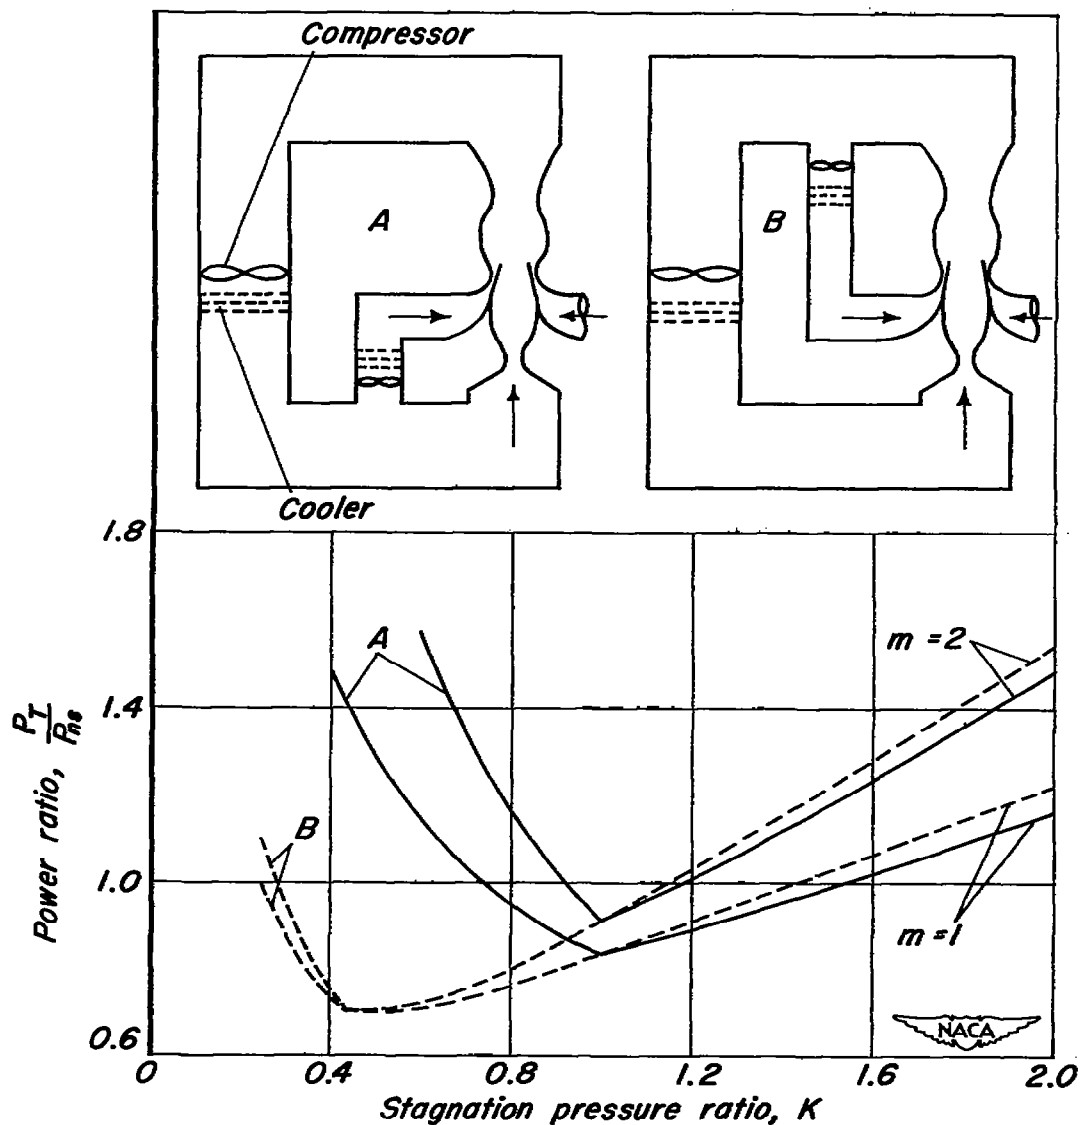 Compressor
A
B
Cooler
1.8
1.4
1.0
0.6
Power ratio, P_T/P_ns
A
B
m = 2
m = 1
NACA
0
0.4
0.8
1.2
1.6
2.0
Stagnation pressure ratio, K